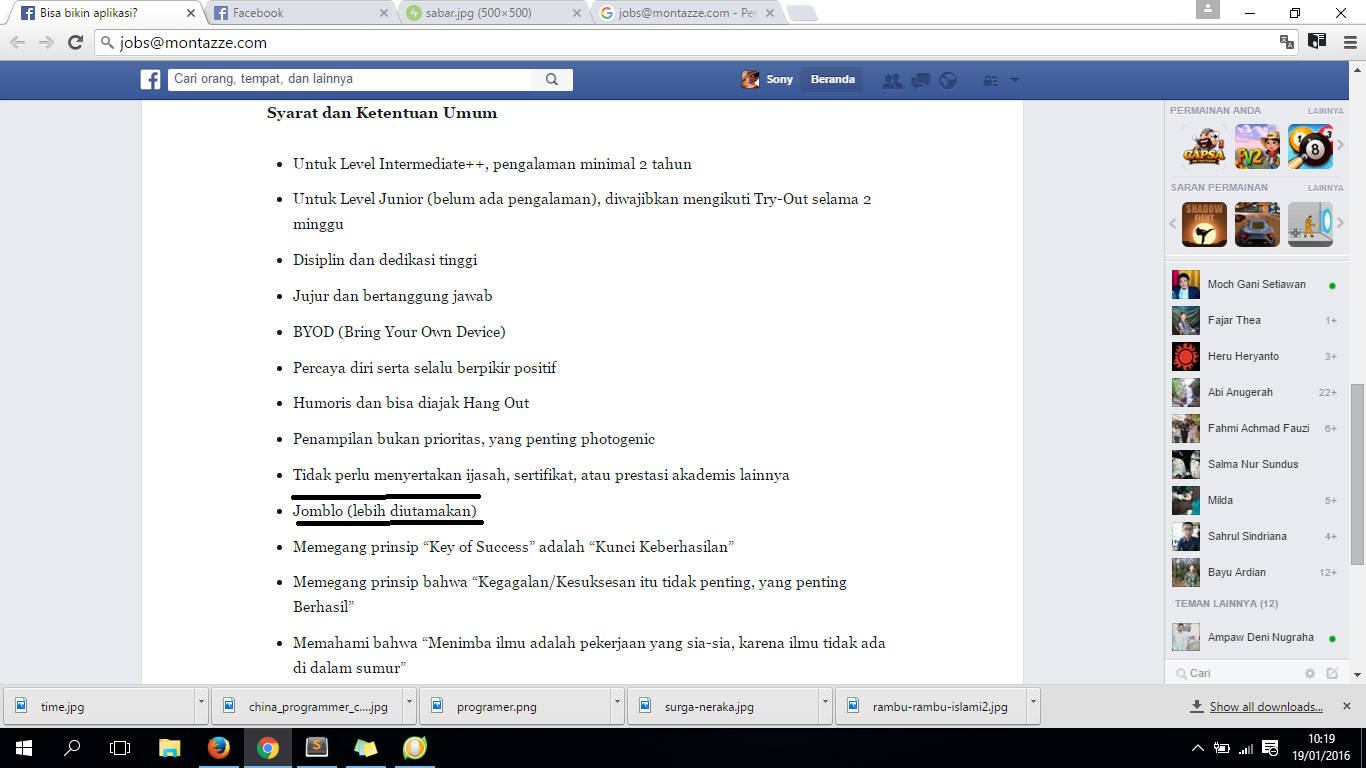 Bisa bikin aplikasi?
Facebook
sabar.jpg (500×500)
jobs@montazze.com - Per
jobs@montazze.com
Cari orang, tempat, dan lainnya
Sony
Beranda
Syarat dan Ketentuan Umum
Untuk Level Intermediate++, pengalaman minimal 2 tahun
Untuk Level Junior (belum ada pengalaman), diwajibkan mengikuti Try-Out selama 2
minggu
Disiplin dan dedikasi tinggi
Jujur dan bertanggung jawab
BYOD (Bring Your Own Device)
Percaya diri serta selalu berpikir positif
Humoris dan bisa diajak Hang Out
Penampilan bukan prioritas, yang penting photogenic
Tidak perlu menyertakan ijasah, sertifikat, atau prestasi akademis lainnya
Jomblo (lebih diutamakan)
Memegang prinsip “Key of Success” adalah “Kunci Keberhasilan”
Memegang prinsip bahwa “Kegagalan/Kesuksesan itu tidak penting, yang penting
Berhasil”
Memahami bahwa “Menimba ilmu adalah pekerjaan yang sia-sia, karena ilmu tidak ada
di dalam sumur”
PERMAINAN ANDA
LAINNYA
CAPSA
FV2
8
SARAN PERMAINAN
LAINNYA
SHADOW
FIGHT
Moch Gani Setiawan
Fajar Thea
1+
Heru Heryanto
3+
Abi Anugerah
22+
Fahmi Achmad Fauzi
6+
Salma Nur Sundus
Milda
5+
Sahrul Sindriana
4+
Bayu Ardian
12+
TEMAN LAINNYA (12)
Ampaw Deni Nugraha
Cari
time.jpg
china_programmer_c....jpg
programer.png
surga-neraka.jpg
rambu-rambu-islami2.jpg
Show all downloads...
10:19
19/01/2016